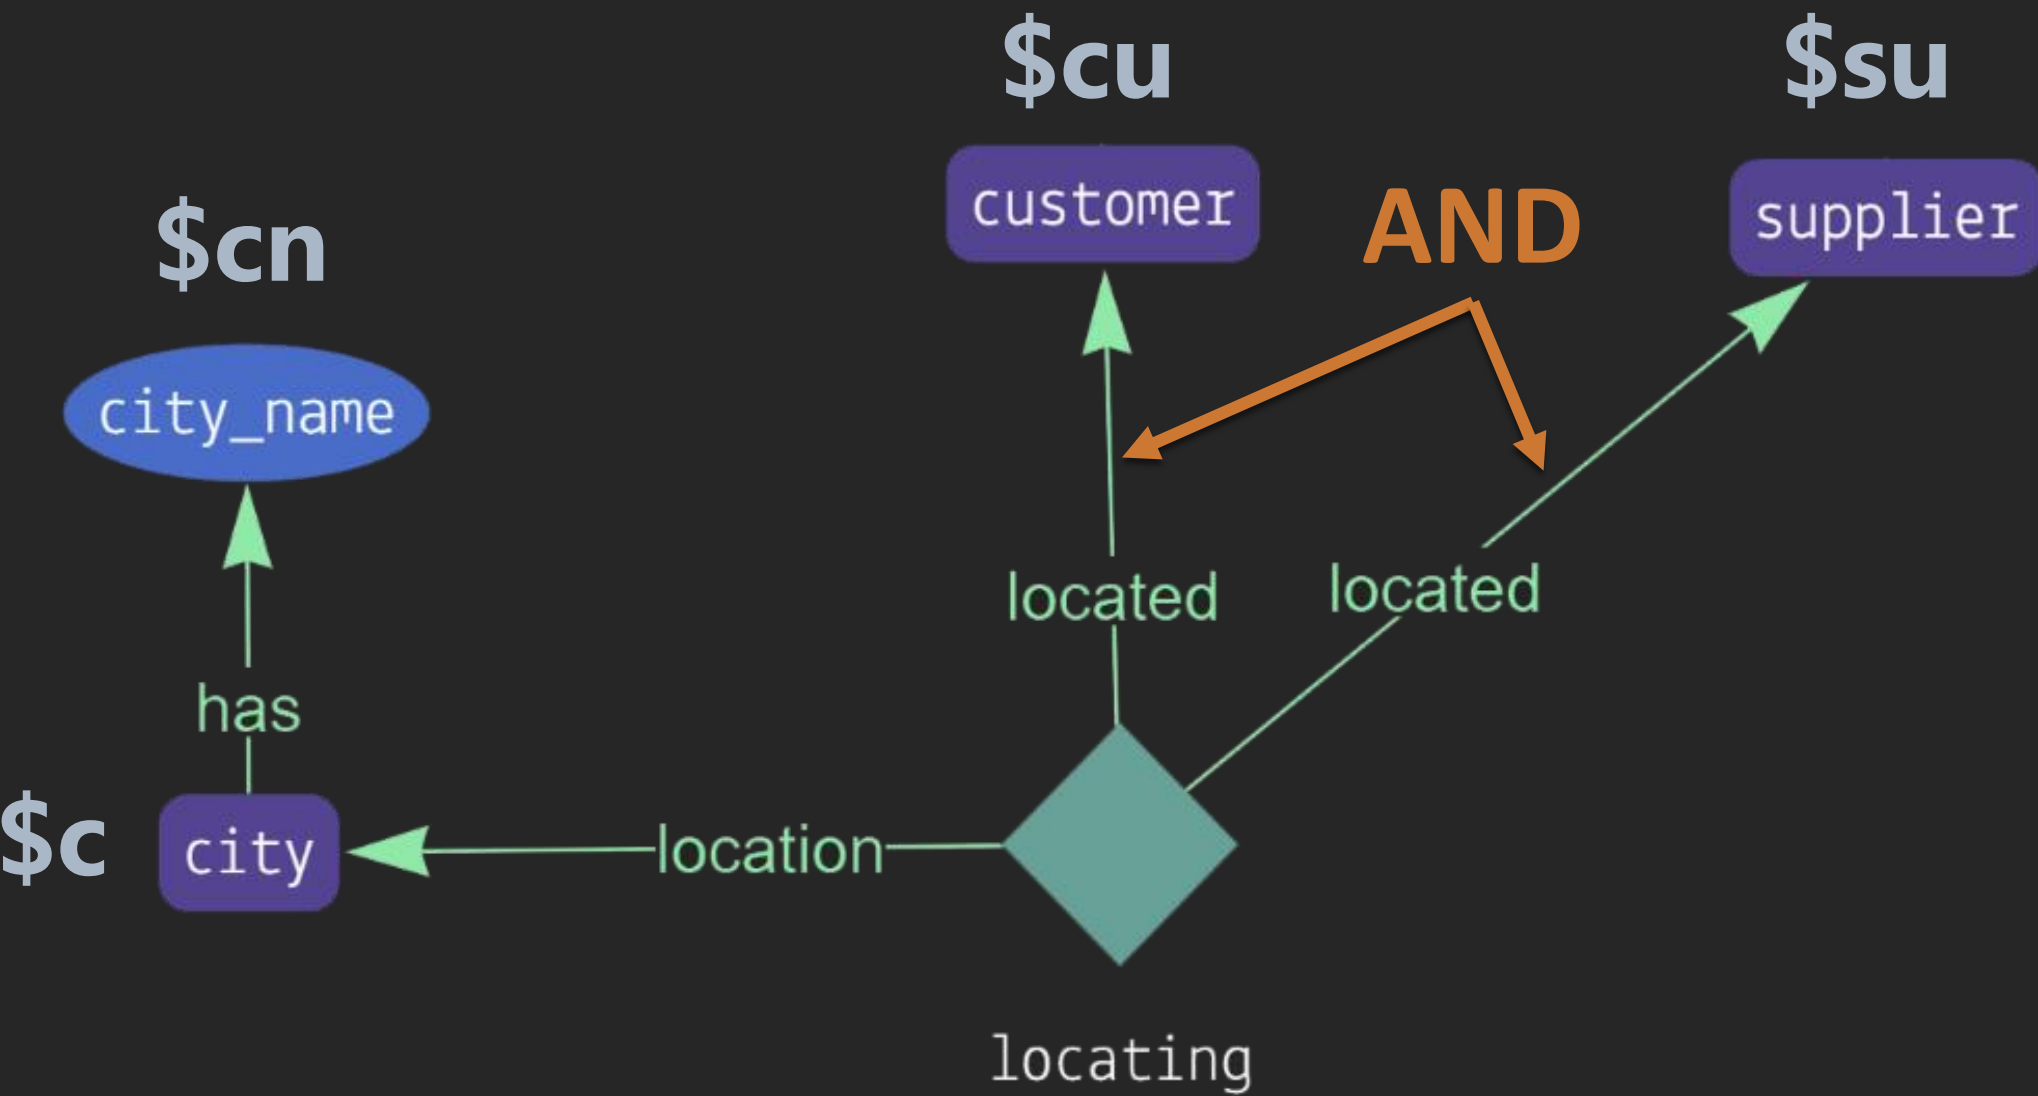 $cu
$su
customer
AND
supplier
$cn
city_name
located
located
has
$c
city
location
locating